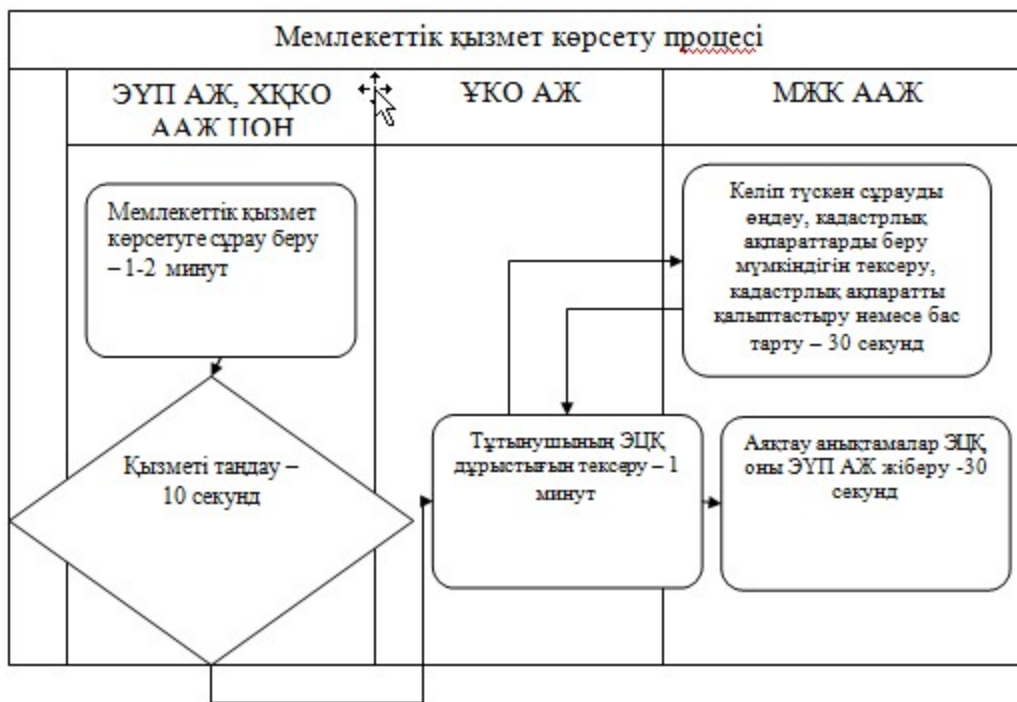 Мемлекеттік қызмет көрсету процесі
ЭҮП АЖ, ХҚКО
ААЖ ЦОН
ҰКО АЖ
МЖК ААЖ
Мемлекеттік қызмет
көрсетуге сұрау беру
– 1-2 минут
Келіп түскен сұрауды
өңдеу, кадастрлық
ақпараттарды беру
мүмкіндігін тексеру,
кадастрлық ақпаратты
қалыптастыру немесе бас
тарту – 30 секунд
Қызметі таңдау –
10 секунд
Тұтынушының ЭЦҚ
дұрыстығын тексеру – 1
минут
Аяқтау анықтамалар ЭЦҚ,
оны ЭҮП АЖ жіберу -30
секунд